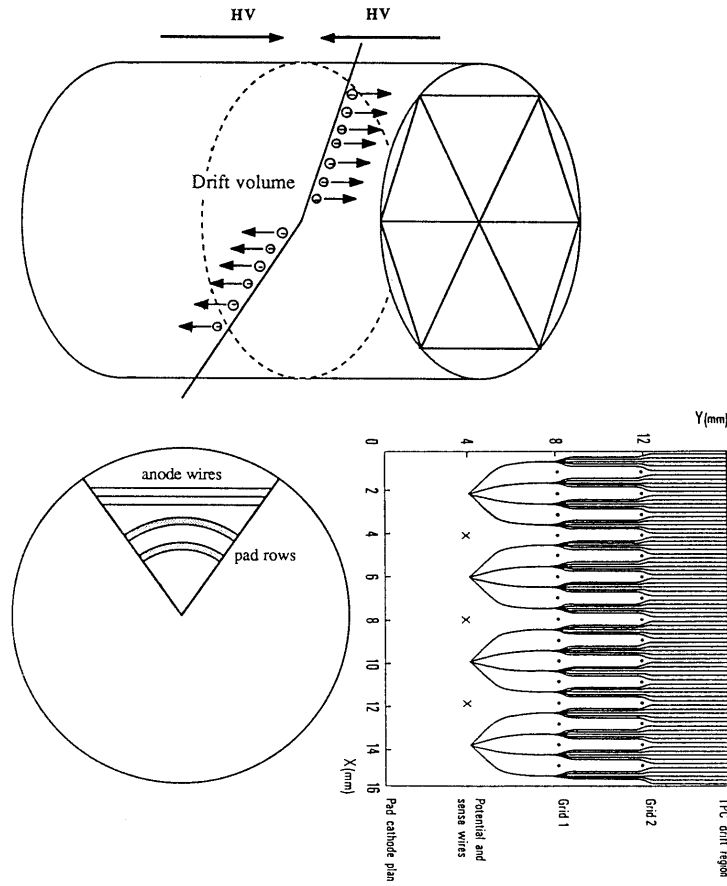 HV
HV
Drift volume
anode wires
pad rows
Y(mm)
0
4
8
12
2
4
6
8
10
12
14
16
X(mm)
Pad cathode plan
Potential and
sense wires
Grid 1
Grid 2
TPC drift region